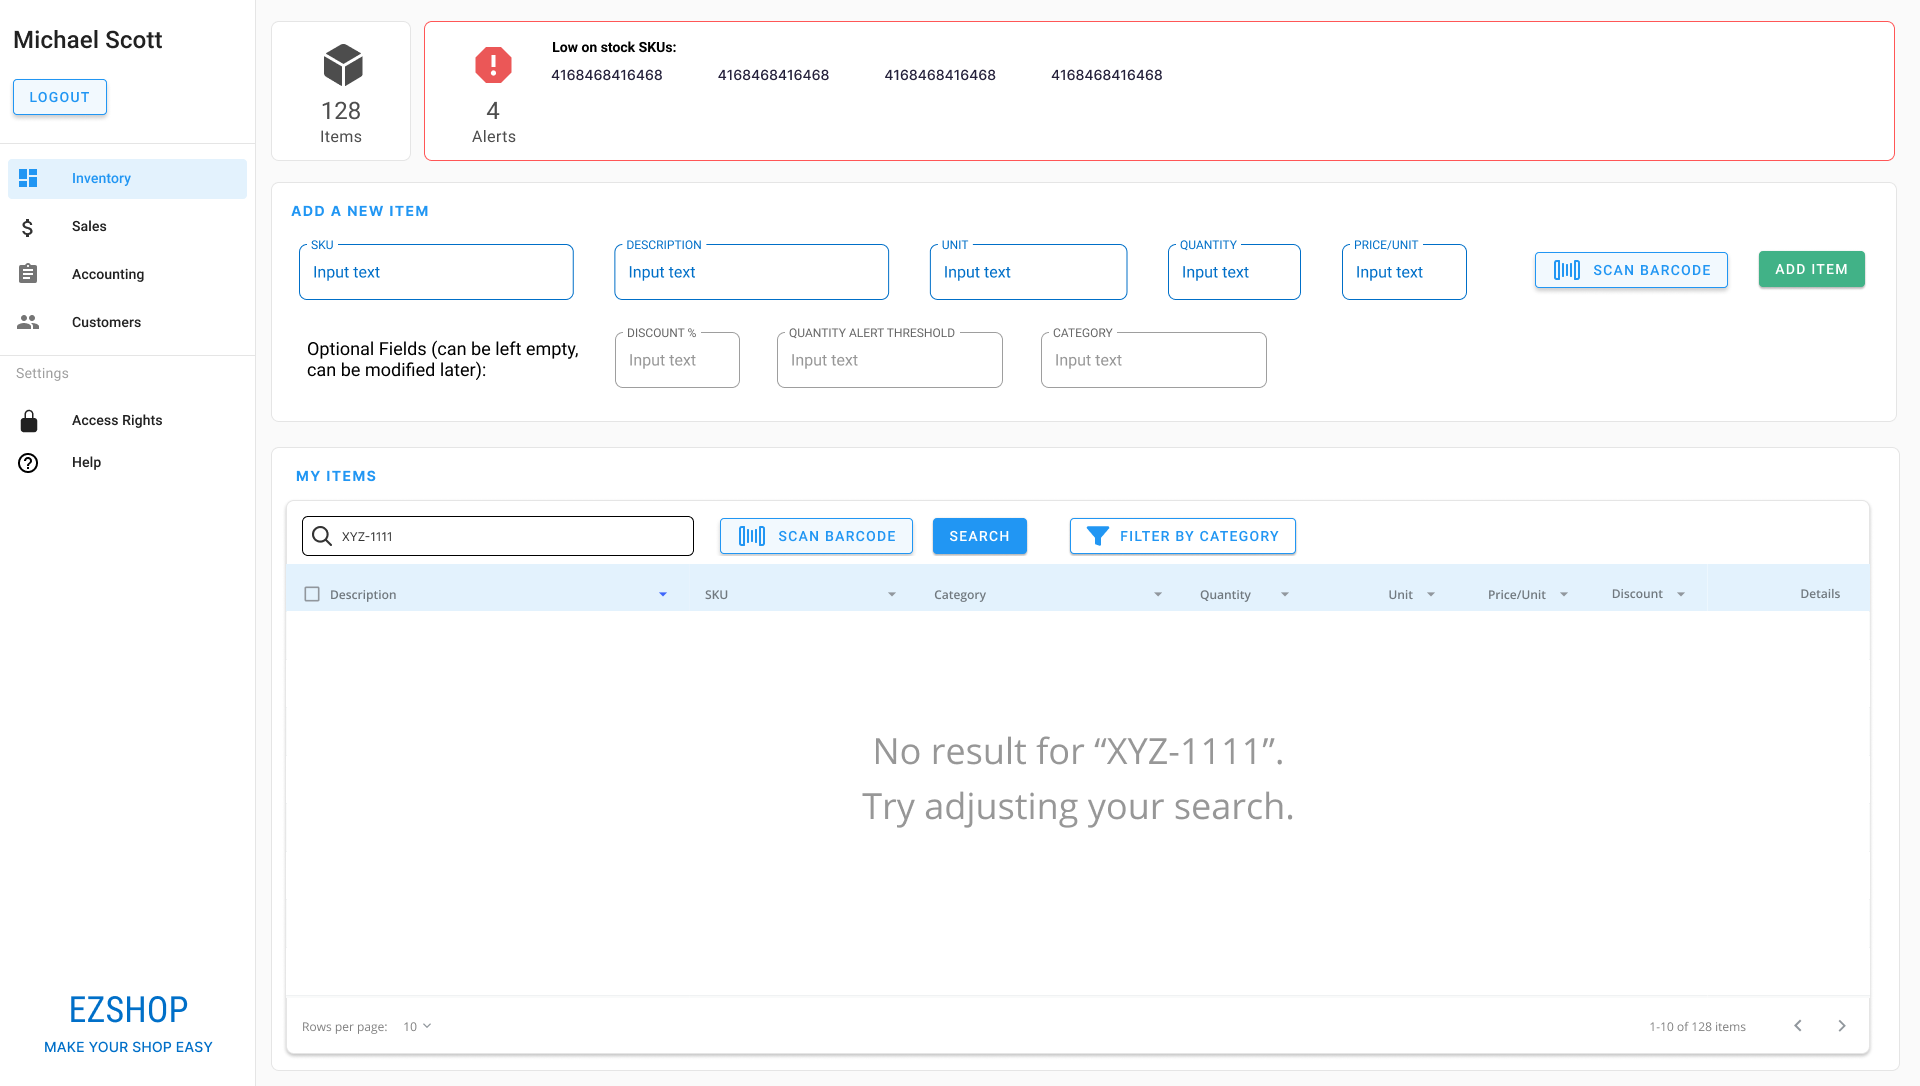 Michael Scott
LOGOUT
Inventory
Sales
Accounting
Customers
Settings
Access Rights
Help
EZSHOP
MAKE YOUR SHOP EASY
128
Items
4
Alerts
Low on stock SKUs:
4168468416468 4168468416468 4168468416468 4168468416468
ADD A NEW ITEM
SKU DESCRIPTION UNIT QUANTITY PRICE/UNIT
Input text Input text Input text Input text Input text SCAN BARCODE ADD ITEM
Optional Fields (can be left empty,
can be modified later):
DISCOUNT % QUANTITY ALERT THRESHOLD CATEGORY
Input text Input text Input text
MY ITEMS
XYZ-1111 SCAN BARCODE SEARCH FILTER BY CATEGORY
Description SKU Category Quantity Unit Price/Unit Discount Details
No result for “XYZ-1111”.
Try adjusting your search.
Rows per page: 10 1-10 of 128 items